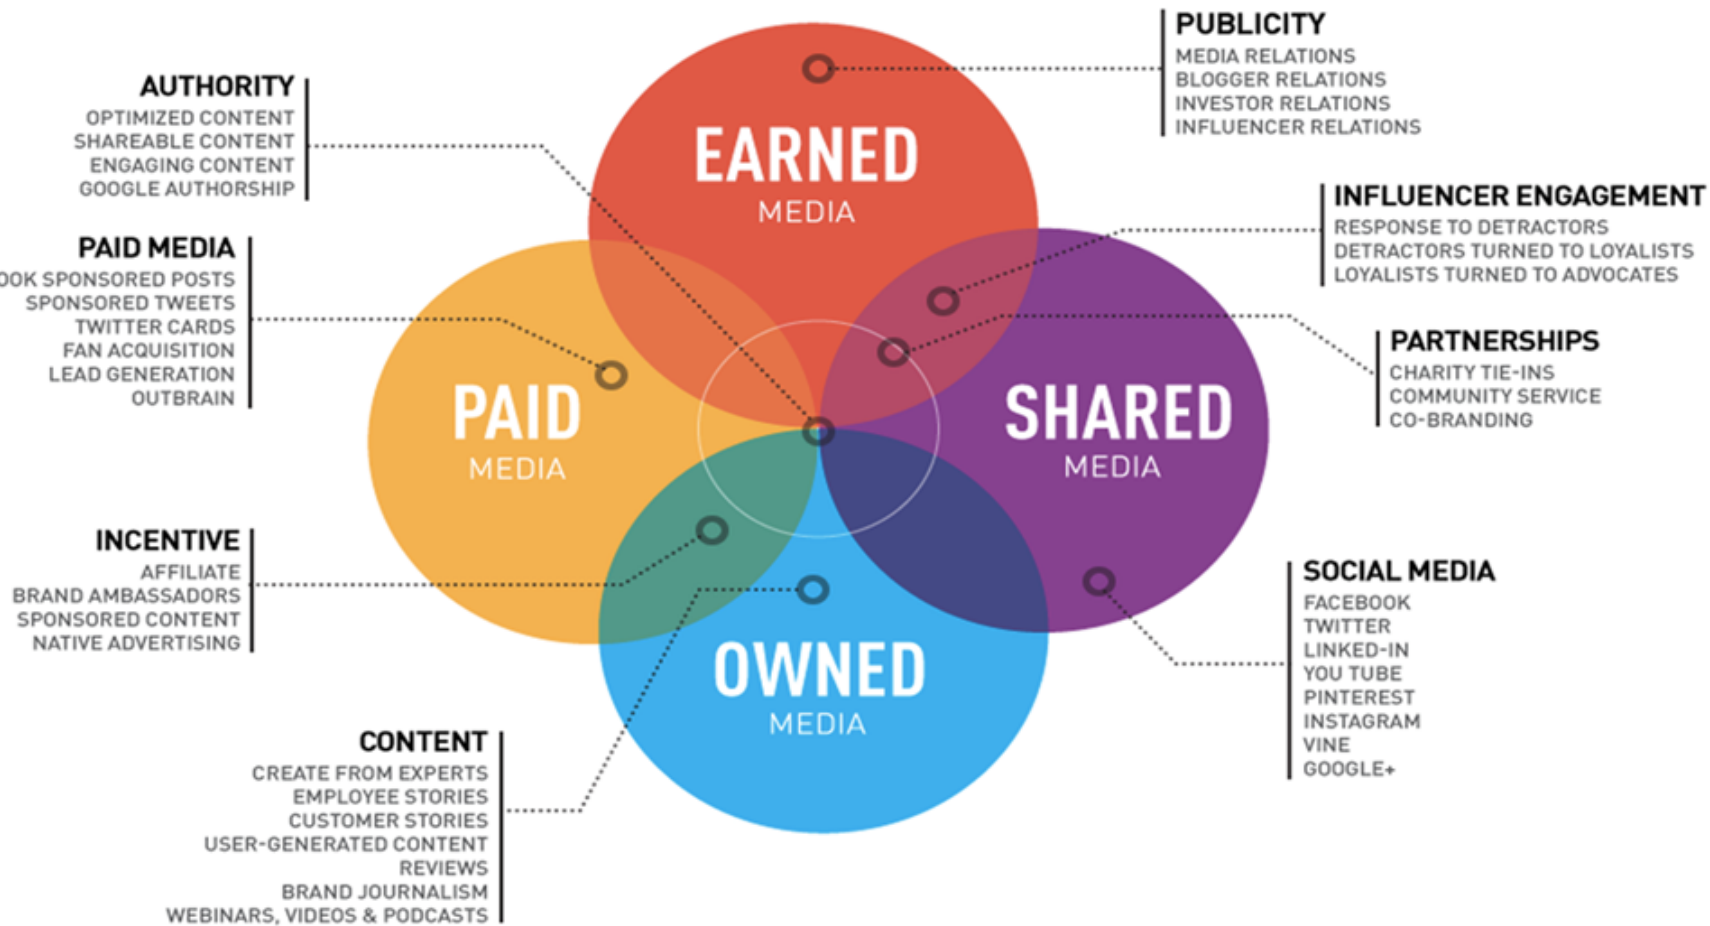 PUBLICITY
MEDIA RELATIONS
BLOGGER RELATIONS
INVESTOR RELATIONS
INFLUENCER RELATIONS
AUTHORITY
OPTIMIZED CONTENT
SHAREABLE CONTENT
ENGAGING CONTENT
GOOGLE AUTHORSHIP
EARNED
MEDIA
INFLUENCER ENGAGEMENT
RESPONSE TO DETRACTORS
DETRACTORS TURNED TO LOYALISTS
LOYALISTS TURNED TO ADVOCATES
PAID MEDIA
SPONSORED POSTS
SPONSORED TWEETS
TWITTER CARDS
FAN ACQUISITION
LEAD GENERATION
OUTBRAIN
PARTNERSHIPS
CHARITY TIE-INS
COMMUNITY SERVICE
CO-BRANDING
PAID
MEDIA
SHARED
MEDIA
INCENTIVE
AFFILIATE
BRAND AMBASSADORS
SPONSORED CONTENT
NATIVE ADVERTISING
SOCIAL MEDIA
FACEBOOK
TWITTER
LINKED-IN
YOU TUBE
PINTEREST
INSTAGRAM
VINE
GOOGLE+
OWNED
MEDIA
CONTENT
CREATE FROM EXPERTS
EMPLOYEE STORIES
CUSTOMER STORIES
USER-GENERATED CONTENT
REVIEWS
BRAND JOURNALISM
WEBINARS, VIDEOS & PODCASTS